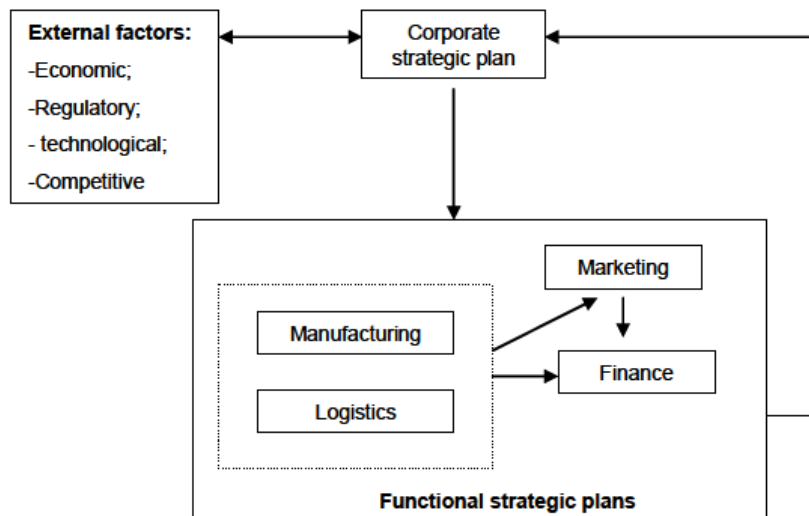 External factors:
-Economic;
-Regulatory;
- technological;
-Competitive
Corporate
strategic plan
Marketing
Manufacturing
Finance
Logistics
Functional strategic plans